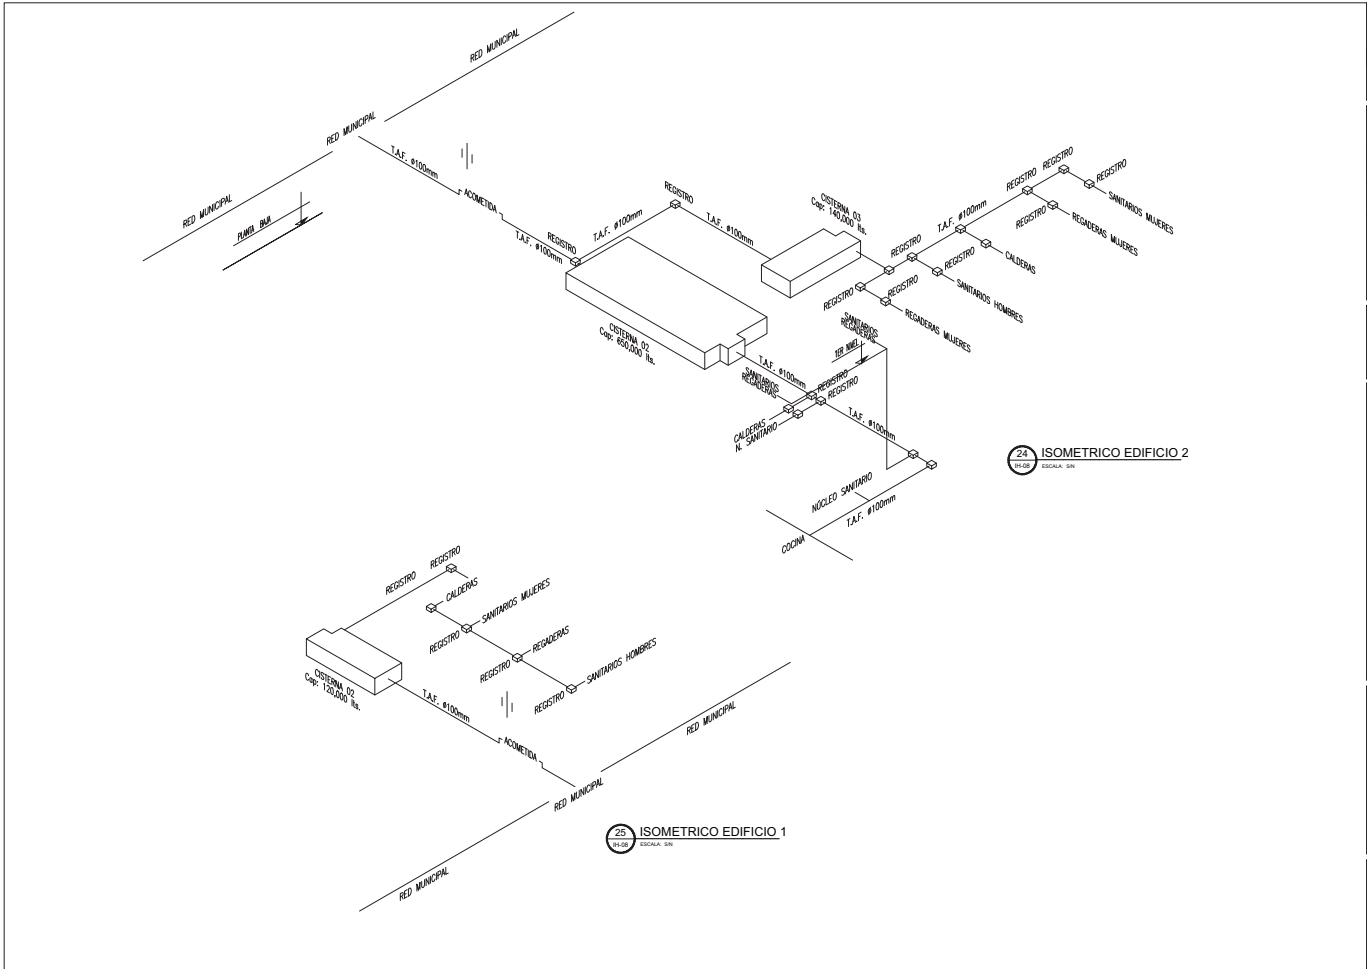 RED MUNICIPAL
RED MUNICIPAL
RED MUNICIPAL
T.A.F. ø100mm
ACOMETIDA
T.A.F. ø100mm
PLANTA BAJA
REGISTRO
T.A.F. ø100mm
REGISTRO
T.A.F. ø100mm
CISTERNA 03
Cap: 140,000 lts.
REGISTRO
REGISTRO
REGISTRO
SANITARIOS MUJERES
REGISTRO
REGADERAS MUJERES
T.A.F. ø100mm
CALDERAS
REGISTRO
REGISTRO
SANITARIOS HOMBRES
REGISTRO
REGISTRO
REGADERAS MUJERES
CISTERNA 02
Cap: 650,000 lts.
SANITARIOS
REGADERAS
1ER NIVEL
T.A.F. ø100mm
SANITARIOS
REGADERAS
REGISTRO
REGISTRO
CALDERAS
N. SANITARIO
T.A.F. ø100mm
NÚCLEO SANITARIO
T.A.F. ø100mm
COCINA
24
IH-08
ISOMETRICO EDIFICIO 2
ESCALA: S/N
REGISTRO
REGISTRO
CALDERAS
SANITARIOS MUJERES
REGISTRO
REGADERAS
REGISTRO
SANITARIOS HOMBRES
REGISTRO
CISTERNA 02
Cap: 120,000 lts.
T.A.F. ø100mm
ACOMETIDA
RED MUNICIPAL
RED MUNICIPAL
RED MUNICIPAL
25
IH-08
ISOMETRICO EDIFICIO 1
ESCALA: S/N